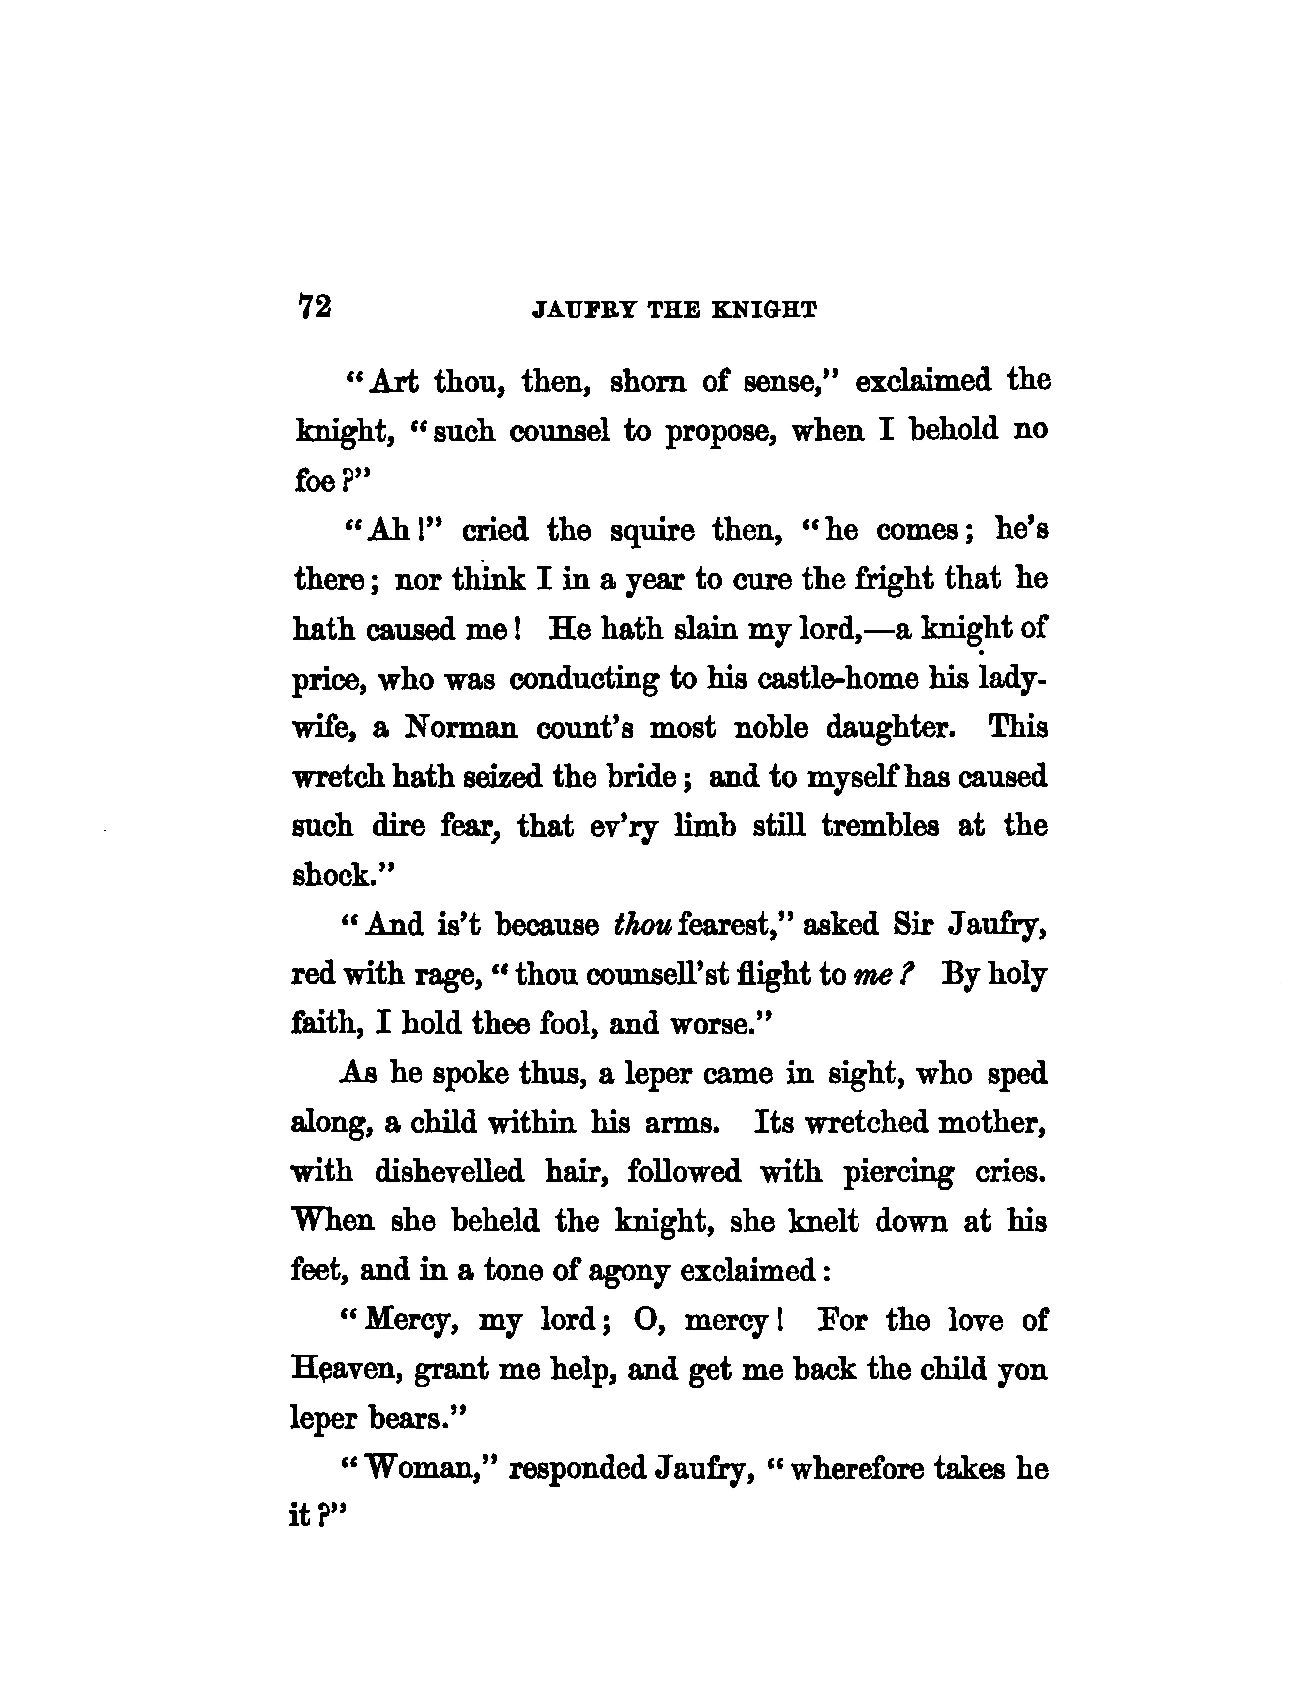 72 JAUFRY THE KNIGHT
"Art thou, then, shorn of sense," exclaimed the
knight, "such counsel to propose, when I behold no
foe?"
"Ah!" cried the squire then, "he comes; he's
there; nor think I in a year to cure the fright that he
hath caused me! He hath slain my lord,—a knight of
price, who was conducting to his castle-home his lady-
wife, a Norman count's most noble daughter. This
wretch hath seized the bride; and to myself has caused
such dire fear, that ev'ry limb still trembles at the
shock."
"And is't because thou fearest," asked Sir Jaufry,
red with rage, "thou counsell'st flight to me? By holy
faith, I hold thee fool, and worse."
As he spoke thus, a leper came in sight, who sped
along, a child within his arms. Its wretched mother,
with dishevelled hair, followed with piercing cries.
When she beheld the knight, she knelt down at his
feet, and in a tone of agony exclaimed:
"Mercy, my lord; O, mercy! For the love of
Heaven, grant me help, and get me back the child yon
leper bears."
"Woman," responded Jaufry, "wherefore takes he
it?"